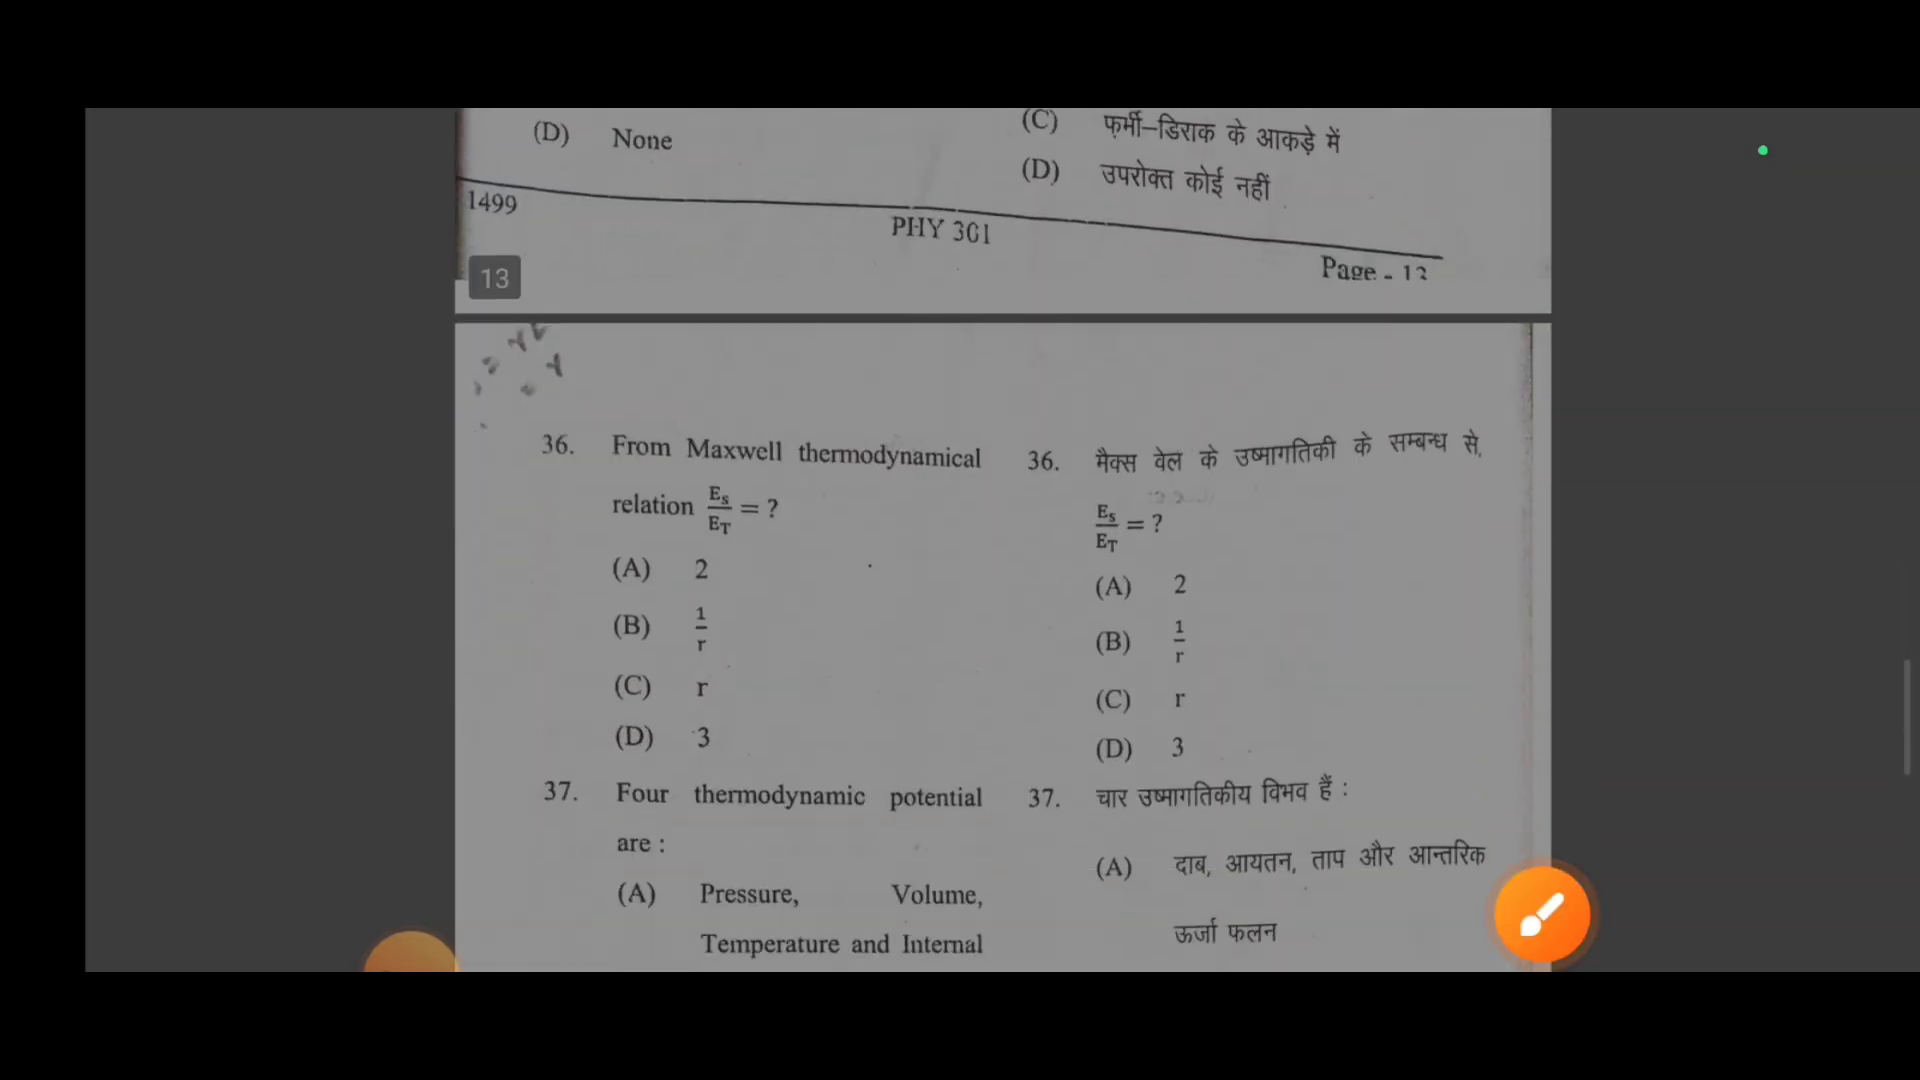 (D) None
(C) फ़र्मी–डिराक के आकड़े में
(D) उपरोक्त कोई नहीं
1499
PHY 301
Page - 13
13
36. From Maxwell thermodynamical
relation Es/ET = ?
(A) 2
(B) 1/r
(C) r
(D) 3
37. Four thermodynamic potential
are :
(A) Pressure, Volume,
Temperature and Internal
36. मैक्स वेल के उष्मागतिकी के सम्बन्ध से,
Es/ET = ?
(A) 2
(B) 1/r
(C) r
(D) 3
37. चार उष्मागतिकीय विभव हैं :
(A) दाब, आयतन, ताप और आन्तरिक
ऊर्जा फलन